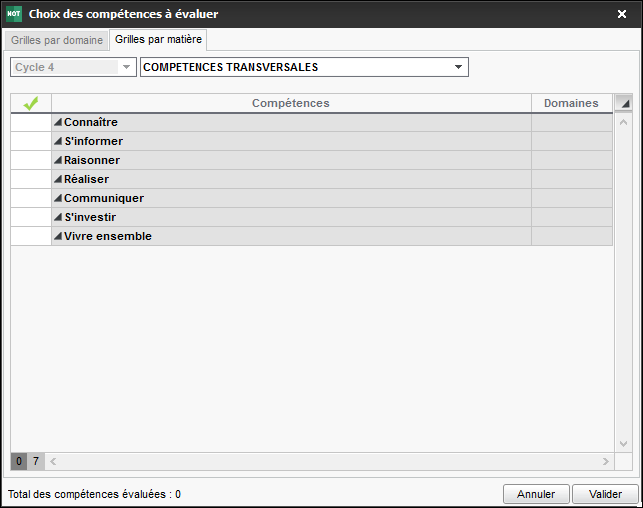 NOT Choix des compétences à évaluer
Grilles par domaine Grilles par matière
Cycle 4 COMPETENCES TRANSVERSALES
Compétences Domaines
Connaître
S'informer
Raisonner
Réaliser
Communiquer
S'investir
Vivre ensemble
0 7
Total des compétences évaluées : 0 Annuler Valider